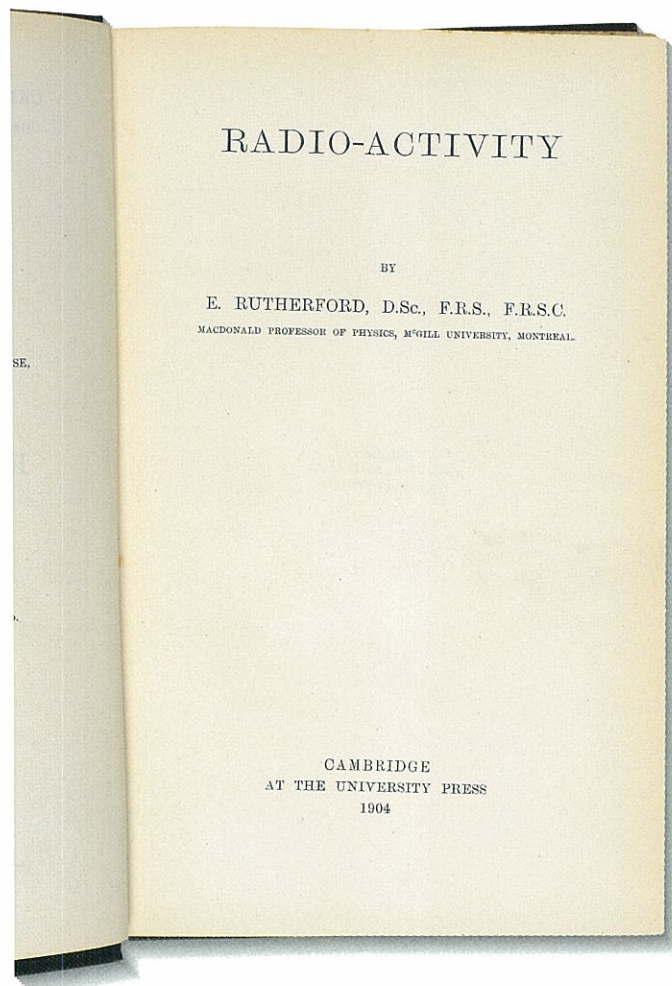 RADIO-ACTIVITY
BY
E. RUTHERFORD, D.Sc., F.R.S., F.R.S.C.
MACDONALD PROFESSOR OF PHYSICS, McGILL UNIVERSITY, MONTREAL.
CAMBRIDGE
AT THE UNIVERSITY PRESS
1904